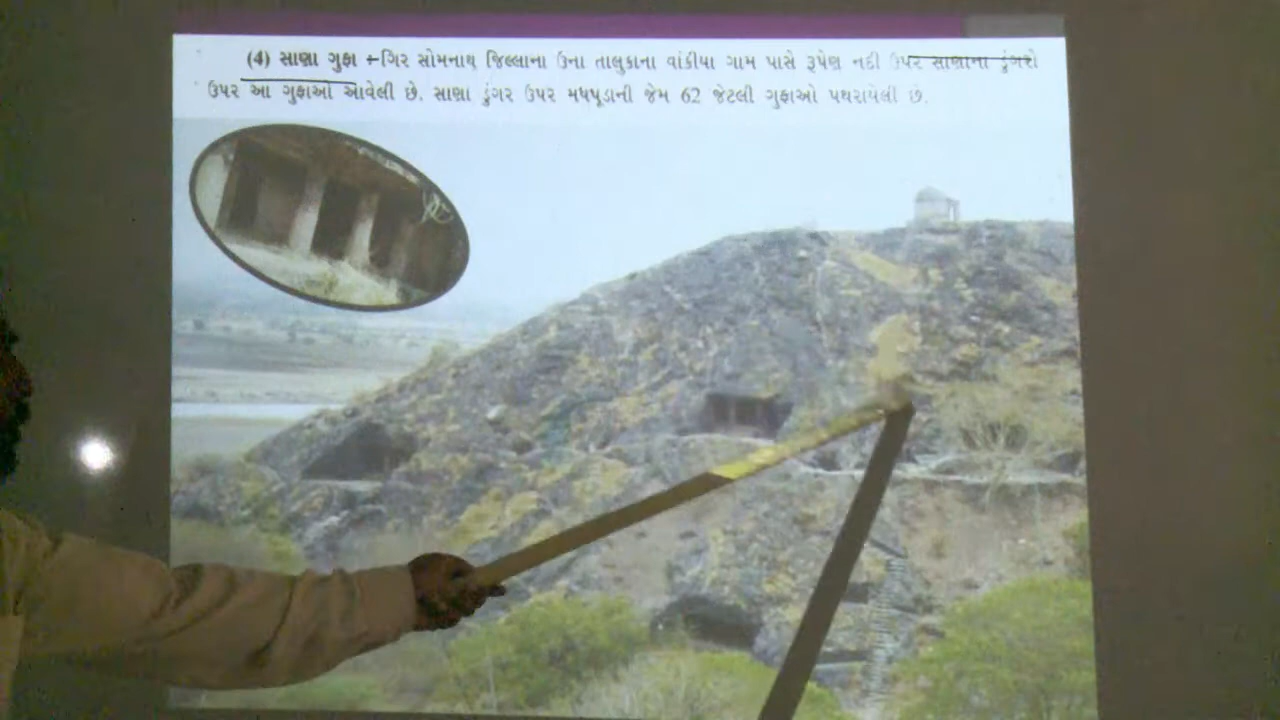 (4) સાણા ગુફા ÷ ગિર સોમનાથ જિલ્લાના ઉના તાલુકાના વાંકીયા ગામ પાસે રૂપેણ નદી ઉપર સાણાના ડુંગરો
ઉપર આ ગુફાઓ આવેલી છે. સાણા ડુંગર ઉપર મધપૂડાની જેમ 62 જેટલી ગુફાઓ પથરાયેલી છે.